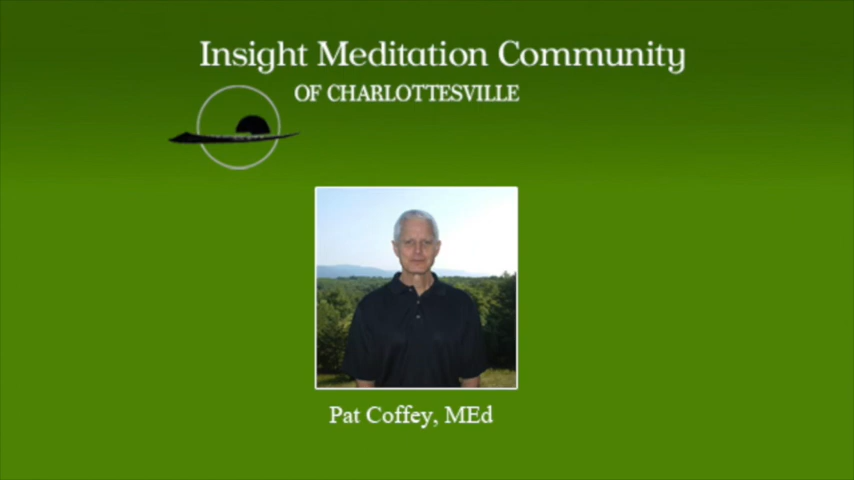 Insight Meditation Community
OF CHARLOTTESVILLE
Pat Coffey, MEd